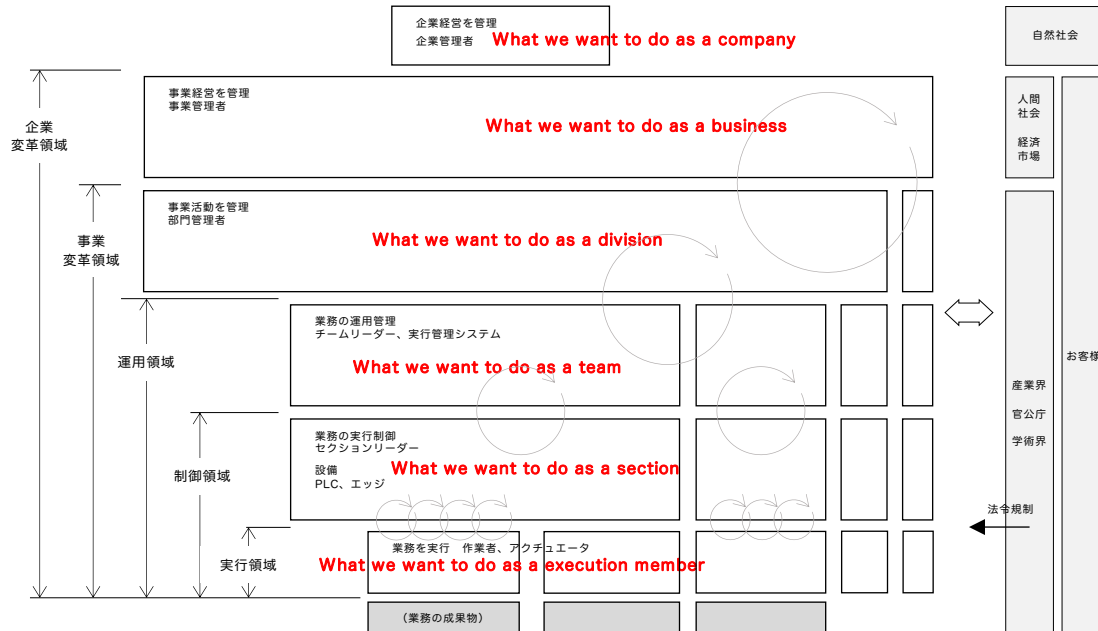 企業経営を管理
企業管理者
What we want to do as a company
自然社会
事業経営を管理
事業管理者
What we want to do as a business
人間
社会
経済
市場
企業
変革領域
事業活動を管理
部門管理者
What we want to do as a division
事業
変革領域
業務の運用管理
チームリーダー、実行管理システム
What we want to do as a team
運用領域
お客様
産業界
官公庁
学術界
業務の実行制御
セクションリーダー
設備
PLC、エッジ
What we want to do as a section
制御領域
法令規制
業務を実行　作業者、アクチュエータ
What we want to do as a execution member
実行領域
（業務の成果物）